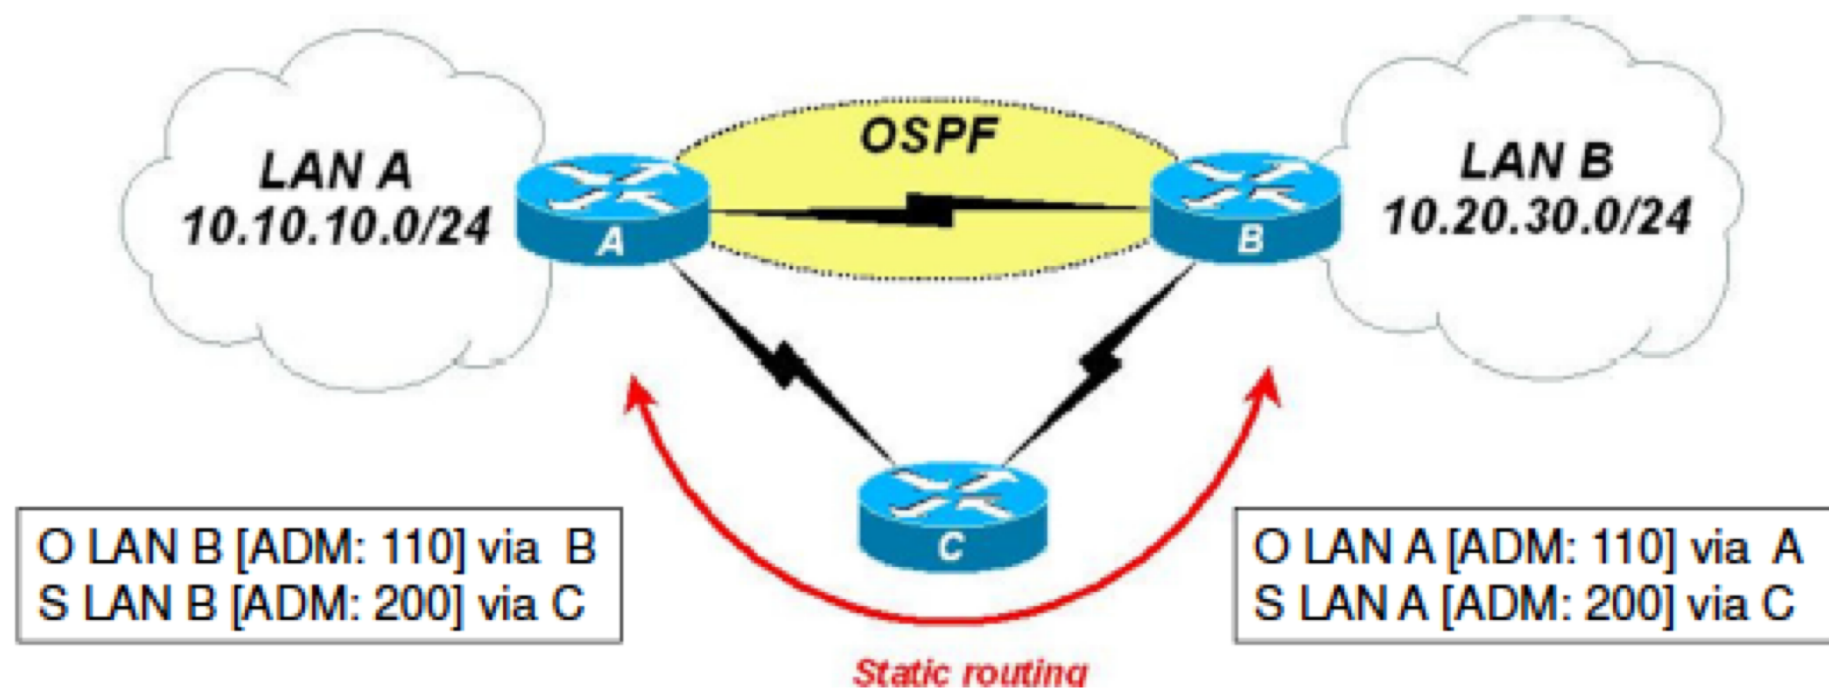 OSPF
LAN A
10.10.10.0/24
LAN B
10.20.30.0/24
A
B
C
O LAN B [ADM: 110] via B
S LAN B [ADM: 200] via C
O LAN A [ADM: 110] via A
S LAN A [ADM: 200] via C
Static routing